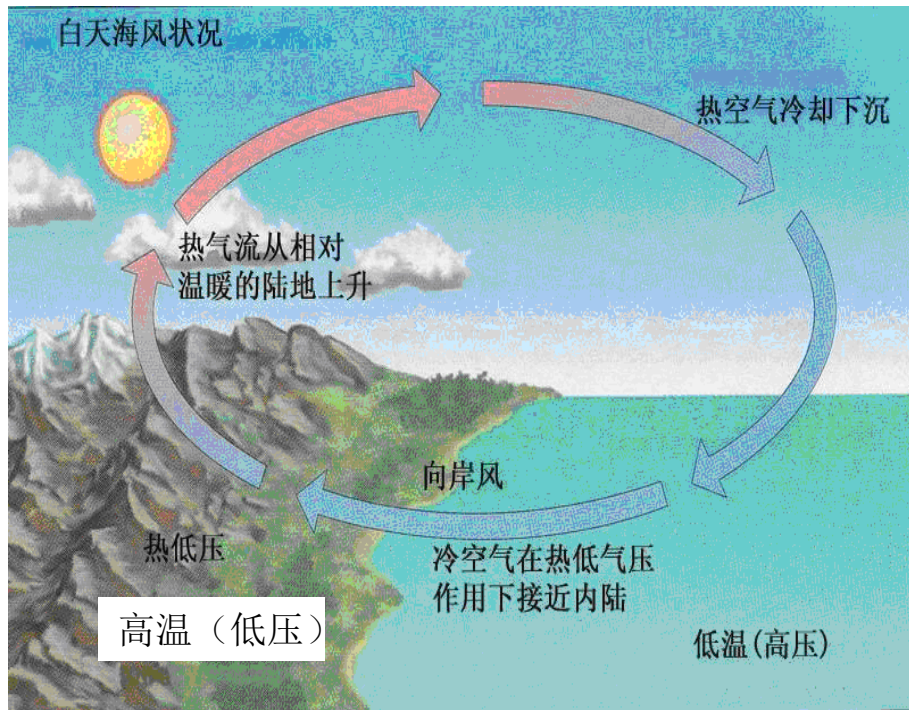 白天海风状况
热空气冷却下沉
热气流从相对
温暖的陆地上升
向岸风
热低压
冷空气在热低气压
作用下接近内陆
高温（低压）
低温(高压)